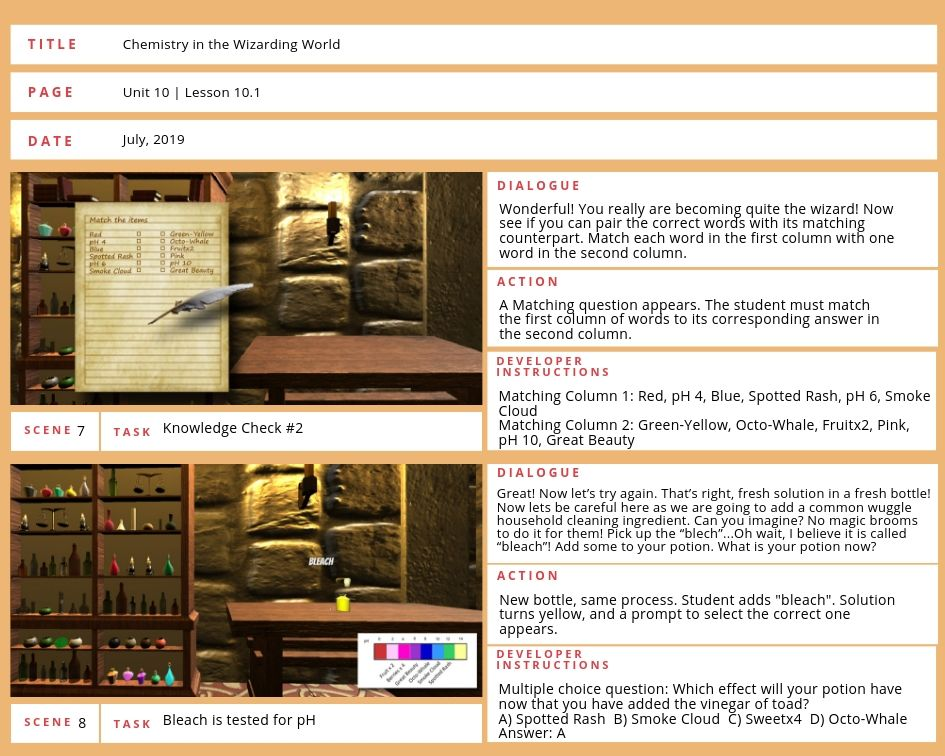 TITLE Chemistry in the Wizarding World
PAGE Unit 10 | Lesson 10.1
DATE July, 2019
Match the items
Red Green-Yellow
pH 4 Octo-Whale
Blue Fruitx2
Spotted Rash Pink
pH 6 pH 10
Smoke Cloud Great Beauty
SCENE 7 TASK Knowledge Check #2
DIALOGUE
Wonderful! You really are becoming quite the wizard! Now
see if you can pair the correct words with its matching
counterpart. Match each word in the first column with one
word in the second column.
ACTION
A Matching question appears. The student must match
the first column of words to its corresponding answer in
the second column.
DEVELOPER
INSTRUCTIONS
Matching Column 1: Red, pH 4, Blue, Spotted Rash, pH 6, Smoke
Cloud
Matching Column 2: Green-Yellow, Octo-Whale, Fruitx2, Pink,
pH 10, Great Beauty
BLEACH
pH 0 2 4 6 8 10 12 14
Fruit x 2
Berries x 4
Great Beauty
Octo-Whale
Smoke Cloud
Spotted Rash
SCENE 8 TASK Bleach is tested for pH
DIALOGUE
Great! Now let’s try again. That’s right, fresh solution in a fresh bottle!
Now lets be careful here as we are going to add a common wuggle
household cleaning ingredient. Can you imagine? No magic brooms
to do it for them! Pick up the “blech”...Oh wait, I believe it is called
“bleach”! Add some to your potion. What is your potion now?
ACTION
New bottle, same process. Student adds "bleach". Solution
turns yellow, and a prompt to select the correct one
appears.
DEVELOPER
INSTRUCTIONS
Multiple choice question: Which effect will your potion have
now that you have added the vinegar of toad?
A) Spotted Rash B) Smoke Cloud C) Sweetx4 D) Octo-Whale
Answer: A